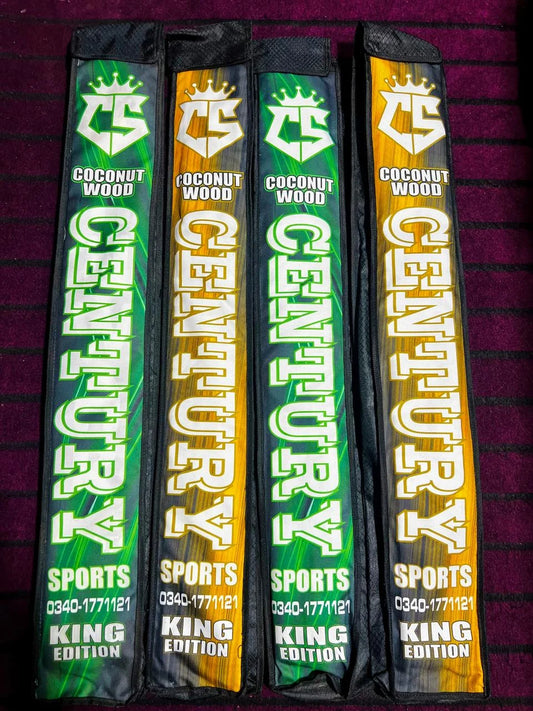 CS
COCONUT
WOOD
CENTURY
SPORTS
0340-1771121
KING
EDITION
CS
COCONUT
WOOD
CENTURY
SPORTS
0340-1771121
KING
EDITION
CS
COCONUT
WOOD
CENTURY
SPORTS
0340-1771121
KING
EDITION
CS
COCONUT
WOOD
CENTURY
SPORTS
0340-1771121
KING
EDITION